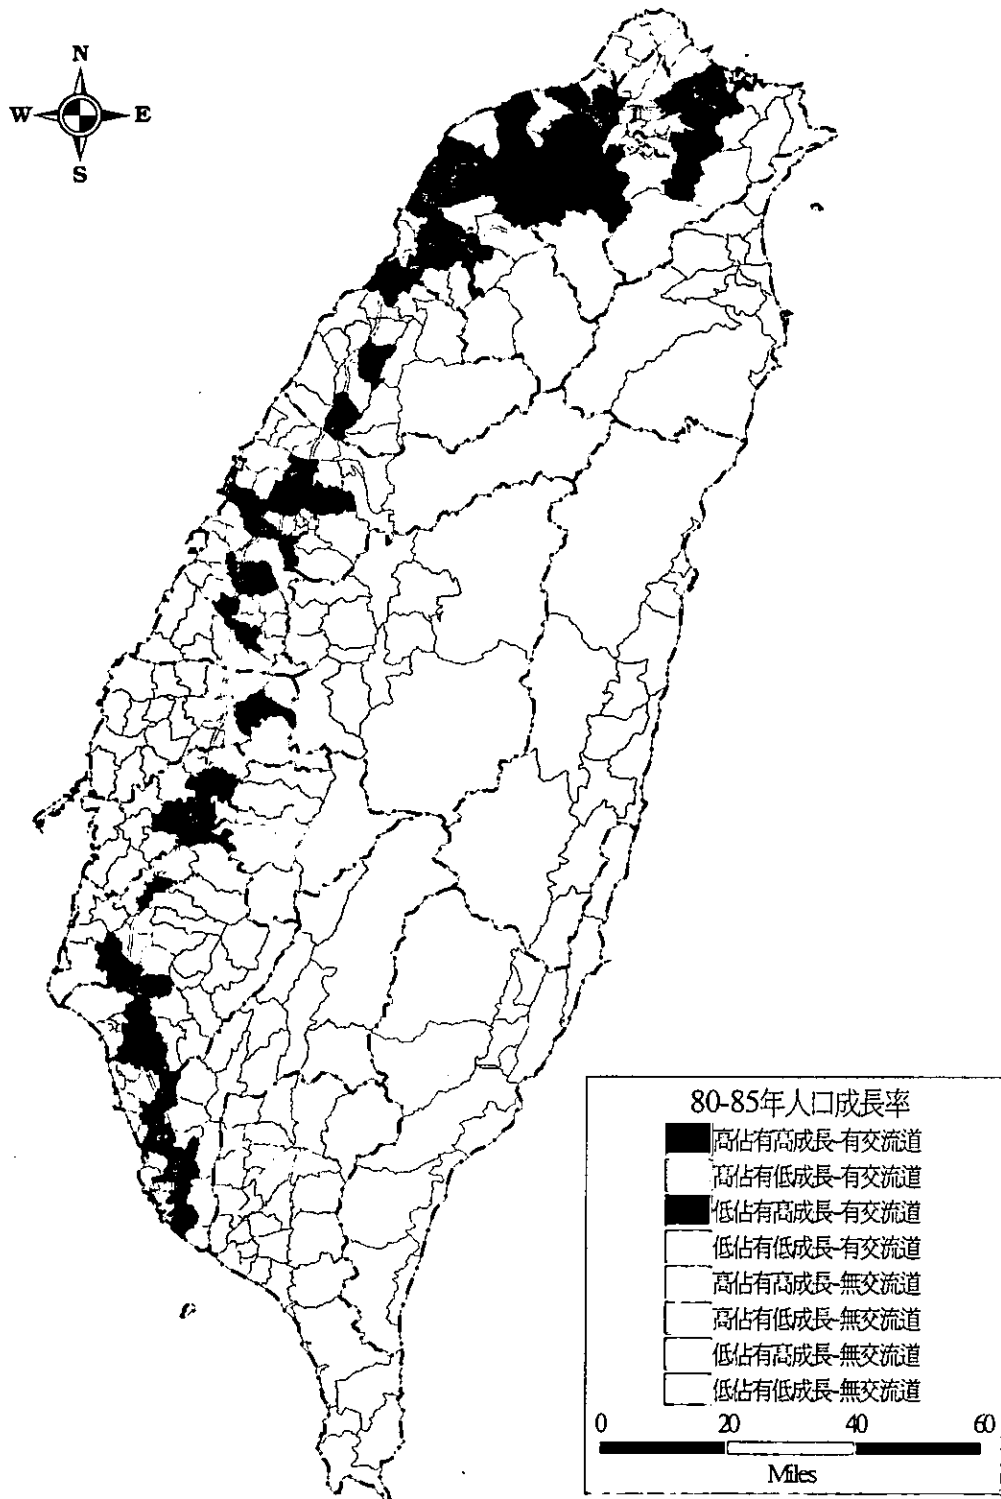 N
W E
S
80-85年人口成長率
高佔有高成長-有交流道
高佔有低成長-有交流道
低佔有高成長-有交流道
低佔有低成長-有交流道
高佔有高成長-無交流道
高佔有低成長-無交流道
低佔有高成長-無交流道
低佔有低成長-無交流道
0 20 40 60
Miles